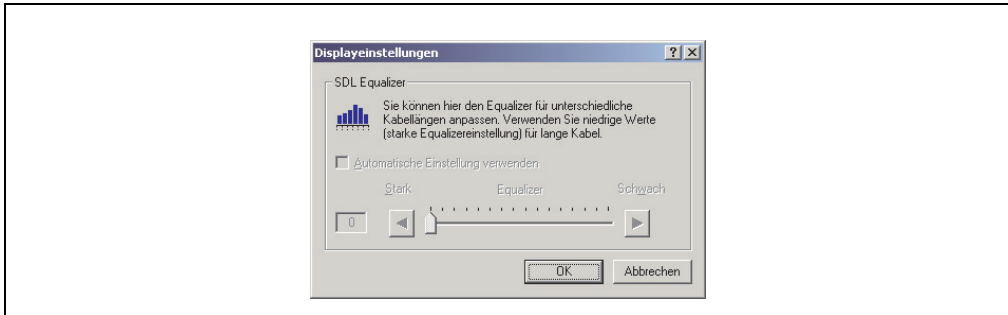 Displayeinstellungen
SDL Equalizer
Sie können hier den Equalizer für unterschiedliche
Kabellängen anpassen. Verwenden Sie niedrige Werte
(starke Equalizereinstellung) für lange Kabel.
Automatische Einstellung verwenden
Stark Equalizer Schwach
0
OK Abbrechen